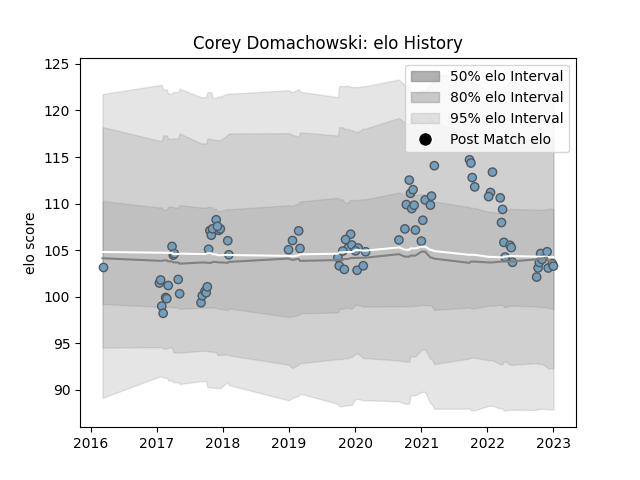 Corey Domachowski: elo History
125
120
115
110
105
100
95
90
elo score
50% elo Interval
80% elo Interval
95% elo Interval
Post Match elo
2016 2017 2018 2019 2020 2021 2022 2023